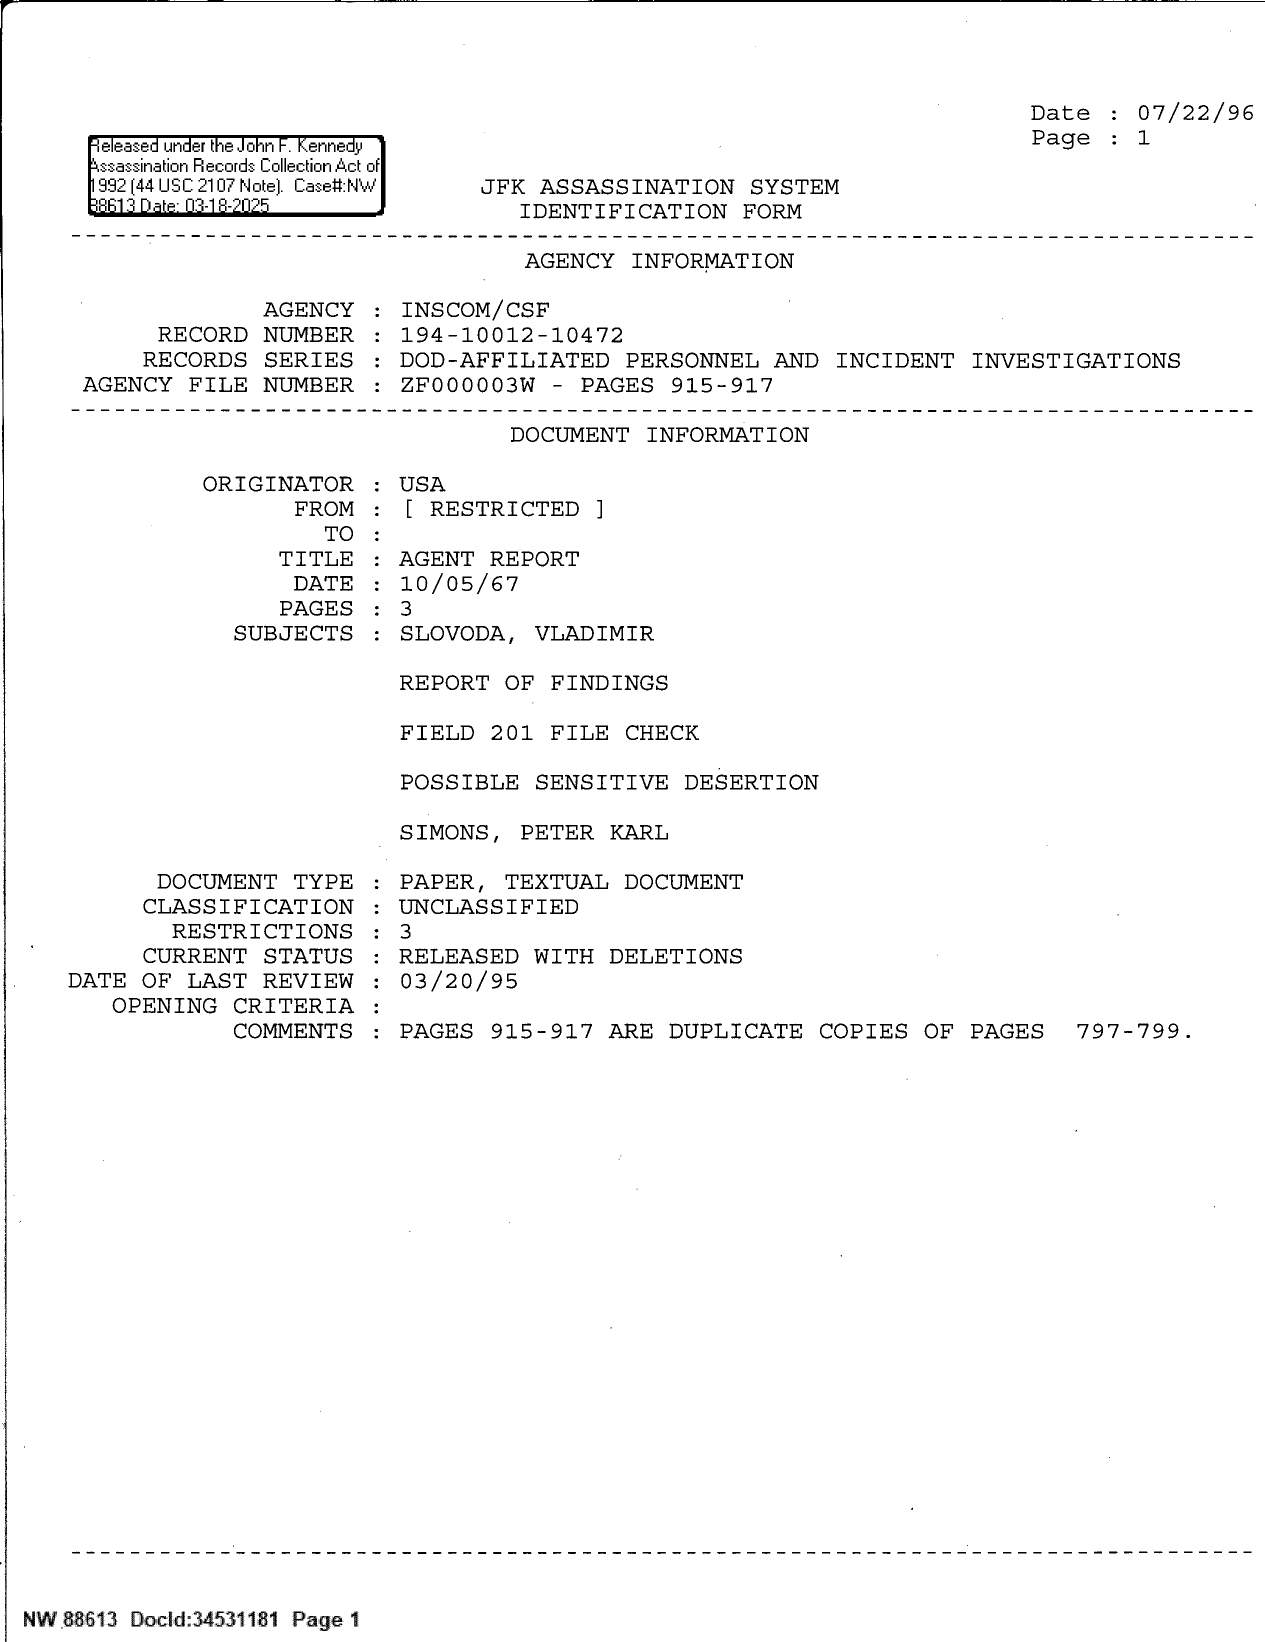 Date : 07/22/96
Page : 1
Released under the John F. Kennedy
Assassination Records Collection Act of
1992 (44 USC 2107 Note). Case#:NW
88613 Date: 03-18-2025
JFK ASSASSINATION SYSTEM
IDENTIFICATION FORM
AGENCY INFORMATION
AGENCY : INSCOM/CSF
RECORD NUMBER : 194-10012-10472
RECORDS SERIES : DOD-AFFILIATED PERSONNEL AND INCIDENT INVESTIGATIONS
AGENCY FILE NUMBER : ZF000003W - PAGES 915-917
DOCUMENT INFORMATION
ORIGINATOR : USA
FROM : [ RESTRICTED ]
TO :
TITLE : AGENT REPORT
DATE : 10/05/67
PAGES : 3
SUBJECTS : SLOVODA, VLADIMIR
REPORT OF FINDINGS
FIELD 201 FILE CHECK
POSSIBLE SENSITIVE DESERTION
SIMONS, PETER KARL
DOCUMENT TYPE : PAPER, TEXTUAL DOCUMENT
CLASSIFICATION : UNCLASSIFIED
RESTRICTIONS : 3
CURRENT STATUS : RELEASED WITH DELETIONS
DATE OF LAST REVIEW : 03/20/95
OPENING CRITERIA :
COMMENTS : PAGES 915-917 ARE DUPLICATE COPIES OF PAGES 797-799.
NW 88613 DocId:34531181 Page 1